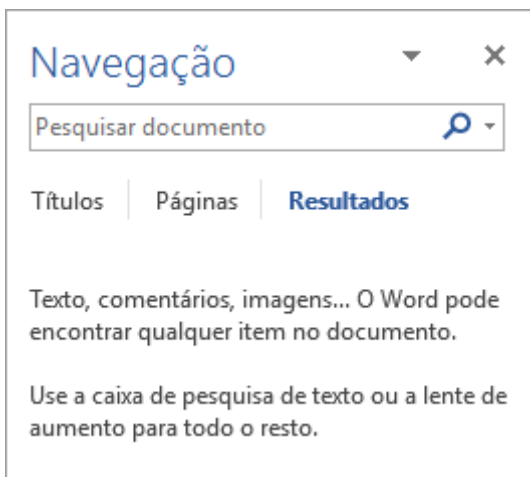 Navegação
Pesquisar documento
Títulos Páginas Resultados
Texto, comentários, imagens... O Word pode
encontrar qualquer item no documento.
Use a caixa de pesquisa de texto ou a lente de
aumento para todo o resto.